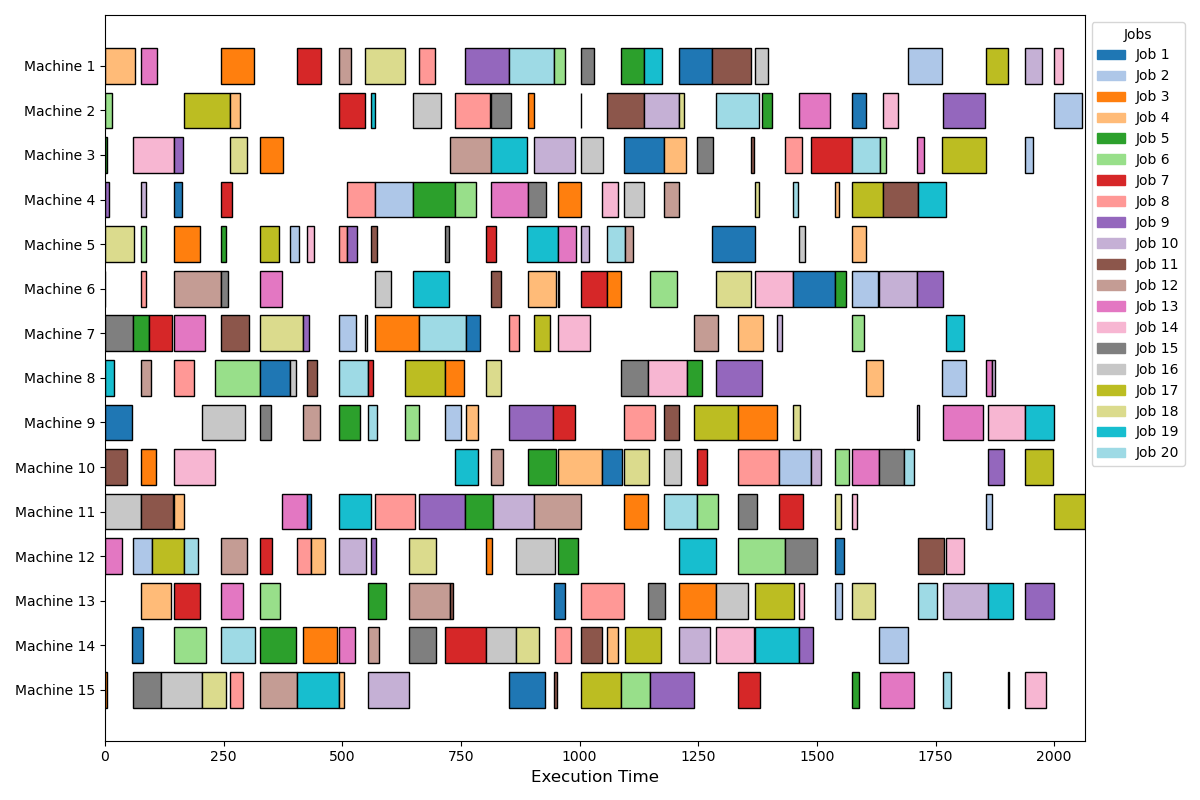 Machine 1
Machine 2
Machine 3
Machine 4
Machine 5
Machine 6
Machine 7
Machine 8
Machine 9
Machine 10
Machine 11
Machine 12
Machine 13
Machine 14
Machine 15
0 250 500 750 1000 1250 1500 1750 2000
Execution Time
Jobs
Job 1
Job 2
Job 3
Job 4
Job 5
Job 6
Job 7
Job 8
Job 9
Job 10
Job 11
Job 12
Job 13
Job 14
Job 15
Job 16
Job 17
Job 18
Job 19
Job 20